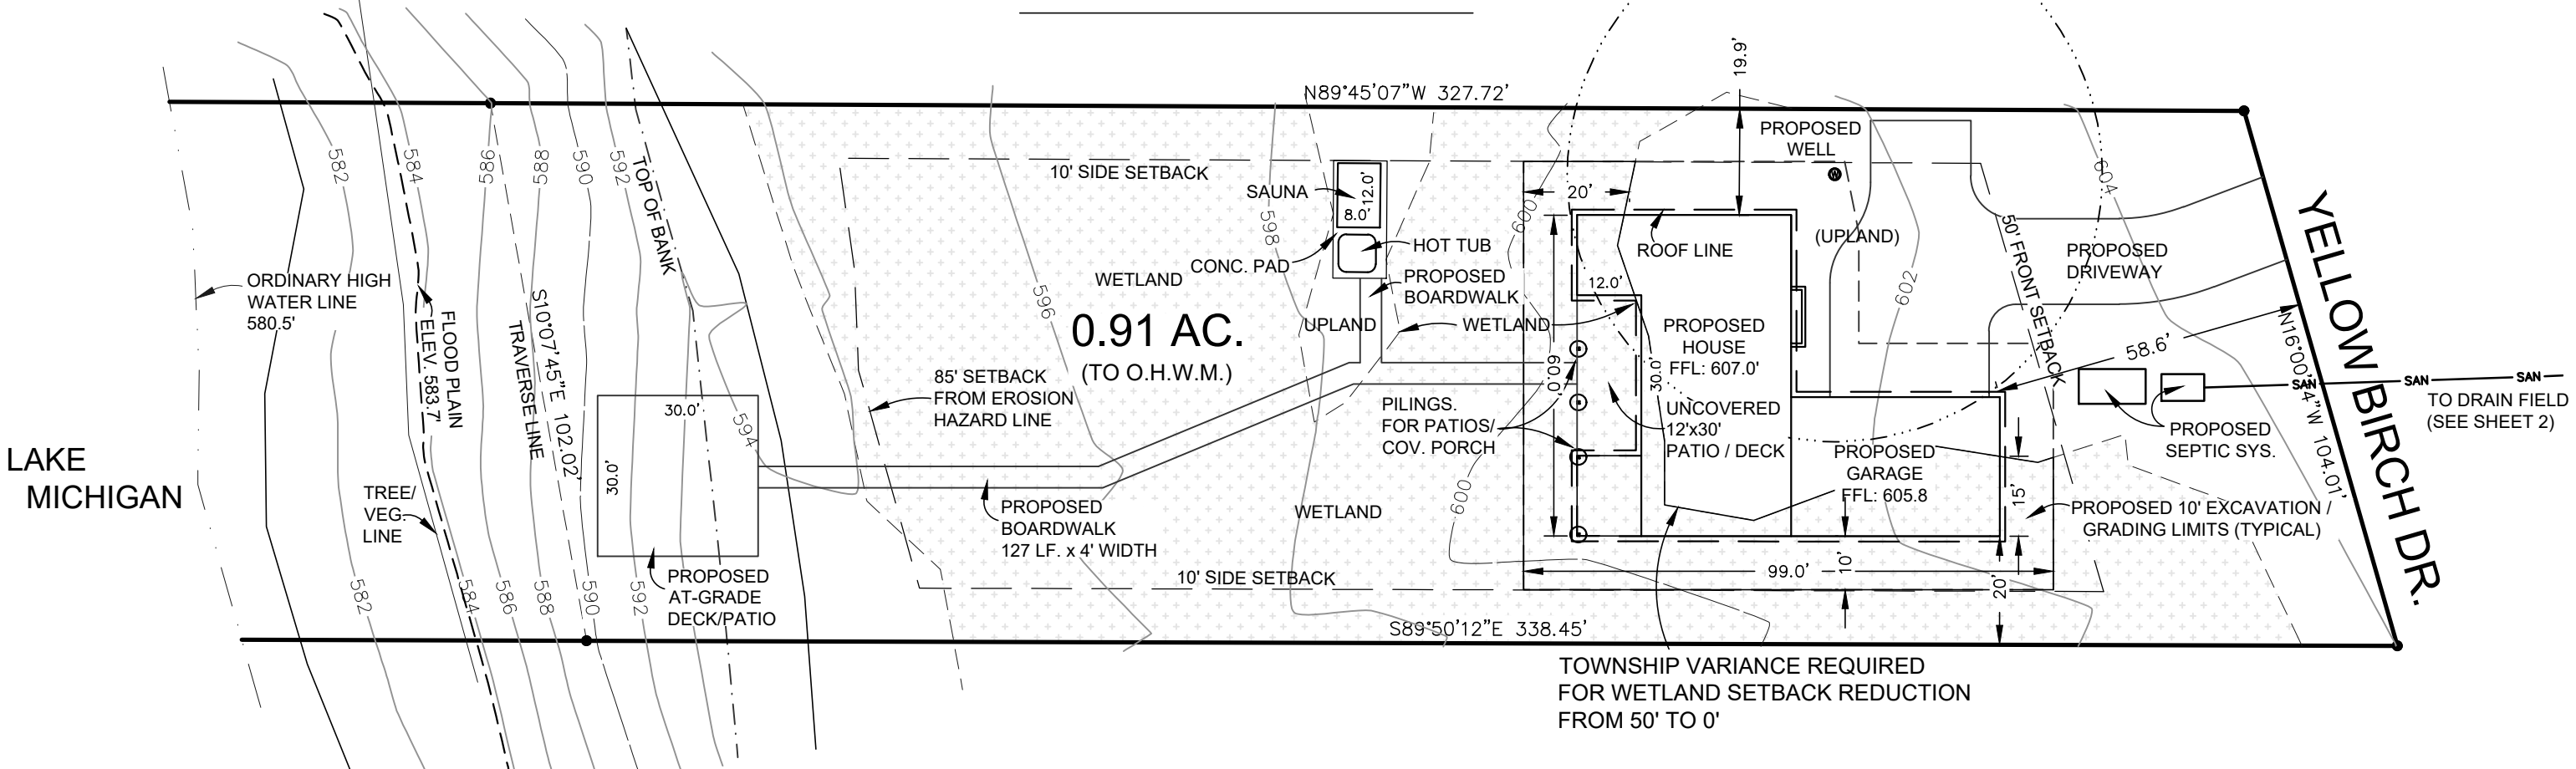 N89°45'07"W 327.72'
19.9'
PROPOSED
WELL
W
10' SIDE SETBACK
SAUNA
12.0'
8.0'
HOT TUB
CONC. PAD
PROPOSED
BOARDWALK
WETLAND
0.91 AC.
(TO O.H.W.M.)
UPLAND
WETLAND
20'
ROOF LINE
(UPLAND)
12.0'
60.0'
30.0'
PROPOSED
HOUSE
FFL: 607.0'
UNCOVERED
12'x30'
PATIO / DECK
PILINGS.
FOR PATIOS/
COV. PORCH
PROPOSED
GARAGE
FFL: 605.8
50' FRONT SETBACK
PROPOSED
DRIVEWAY
58.6'
YELLOW BIRCH DR.
SAN
SAN
SAN
TO DRAIN FIELD
(SEE SHEET 2)
PROPOSED
SEPTIC SYS.
15'
PROPOSED 10' EXCAVATION /
GRADING LIMITS (TYPICAL)
99.0'
10'
20'
582
584
586
588
590
592
TOP OF BANK
594
596
598
600
602
604
600
ORDINARY HIGH
WATER LINE
580.5'
FLOOD PLAIN
ELEV. 583.7'
S10°07'45"E 102.02'
TRAVERSE LINE
30.0'
30.0'
85' SETBACK
FROM EROSION
HAZARD LINE
LAKE
MICHIGAN
TREE/
VEG.
LINE
PROPOSED
BOARDWALK
127 LF. x 4' WIDTH
WETLAND
PROPOSED
AT-GRADE
DECK/PATIO
582
584
586
588
590
592
10' SIDE SETBACK
S89°50'12"E 338.45'
TOWNSHIP VARIANCE REQUIRED
FOR WETLAND SETBACK REDUCTION
FROM 50' TO 0'